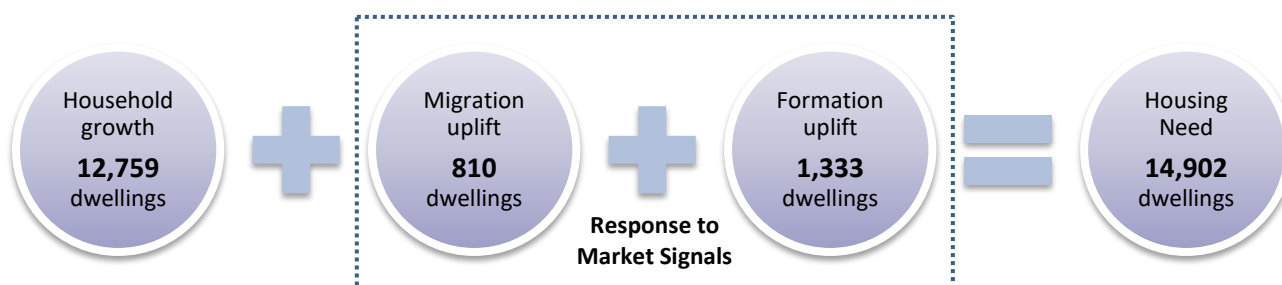 Household
growth
12,759
dwellings
Migration
uplift
810
dwellings
Response to
Market Signals
Formation
uplift
1,333
dwellings
Housing
Need
14,902
dwellings